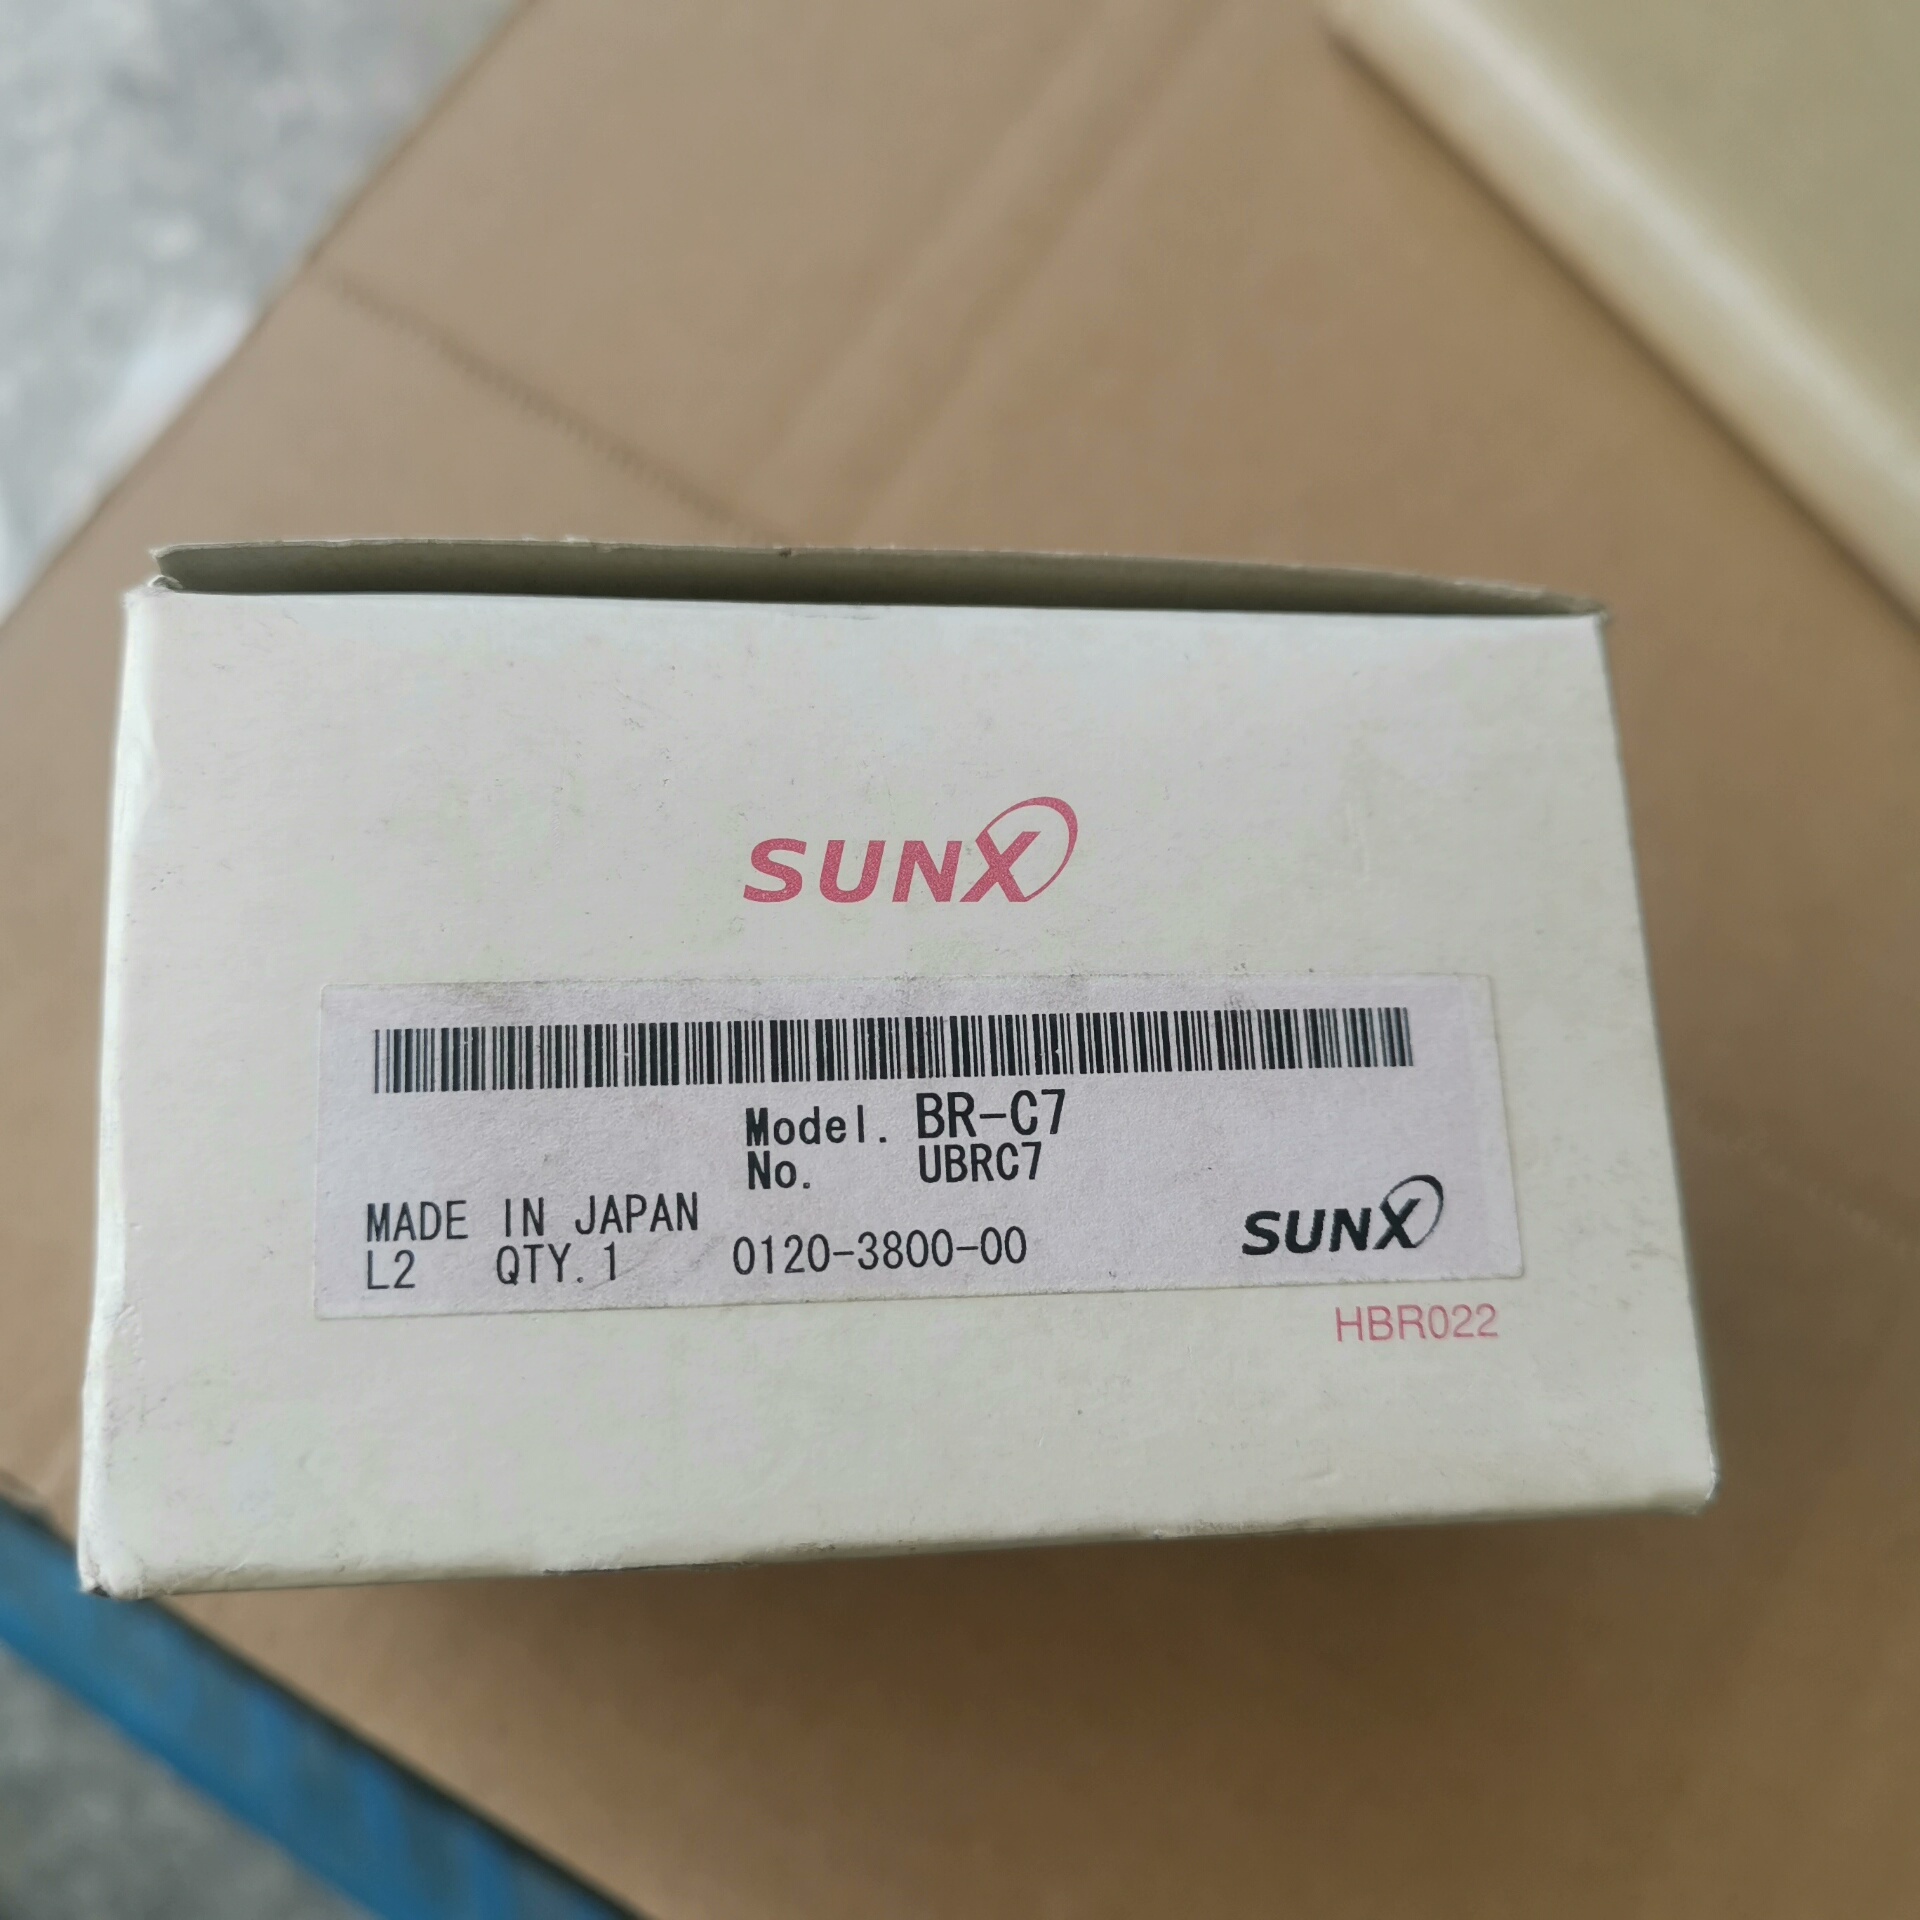 SUNX
Model. BR-C7
No. UBRC7
MADE IN JAPAN
L2 QTY. 1 0120-3800-00
SUNX
HBR022